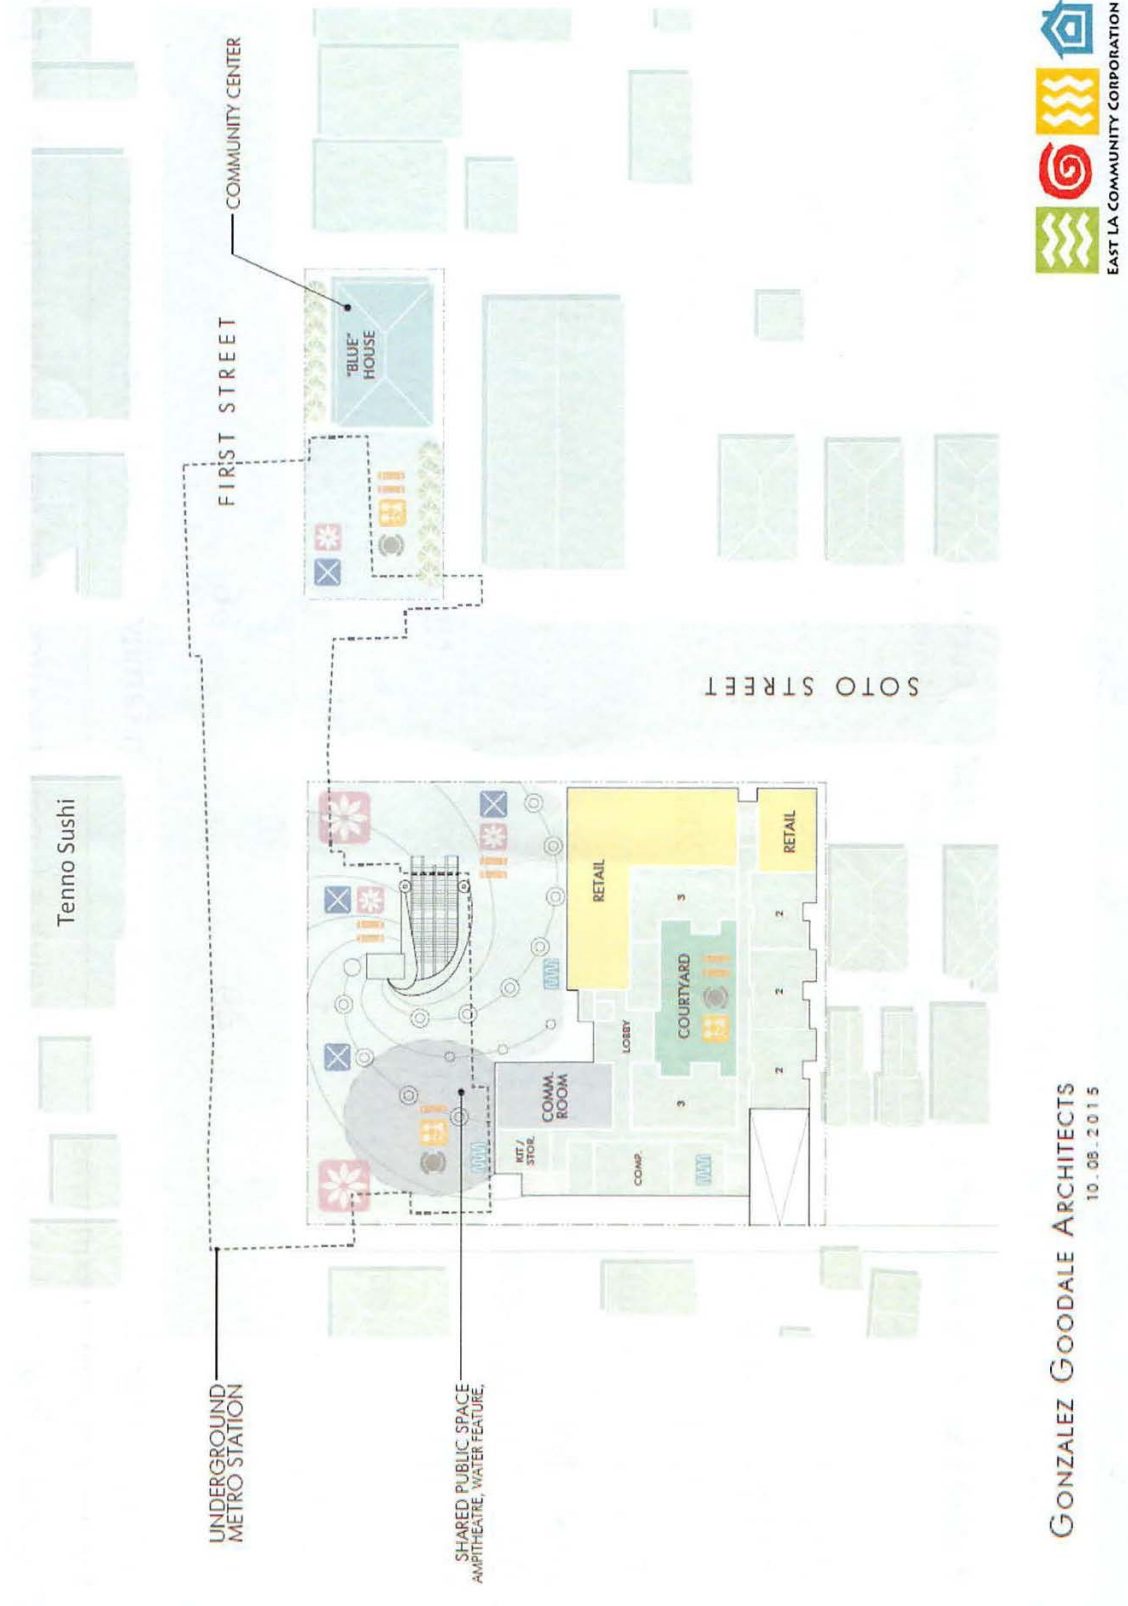 Tenno Sushi
FIRST STREET
COMMUNITY CENTER
"BLUE"
HOUSE
UNDERGROUND
METRO STATION
SHARED PUBLIC SPACE
AMPITHEATRE, WATER FEATURE,
SOTO STREET
RETAIL
RETAIL
COURTYARD
LOBBY
COMM.
ROOM
KIT/
STOR.
COMP.
3
3
2
2
2
GONZALEZ GOODALE ARCHITECTS
10.08.2015
EAST LA COMMUNITY CORPORATION